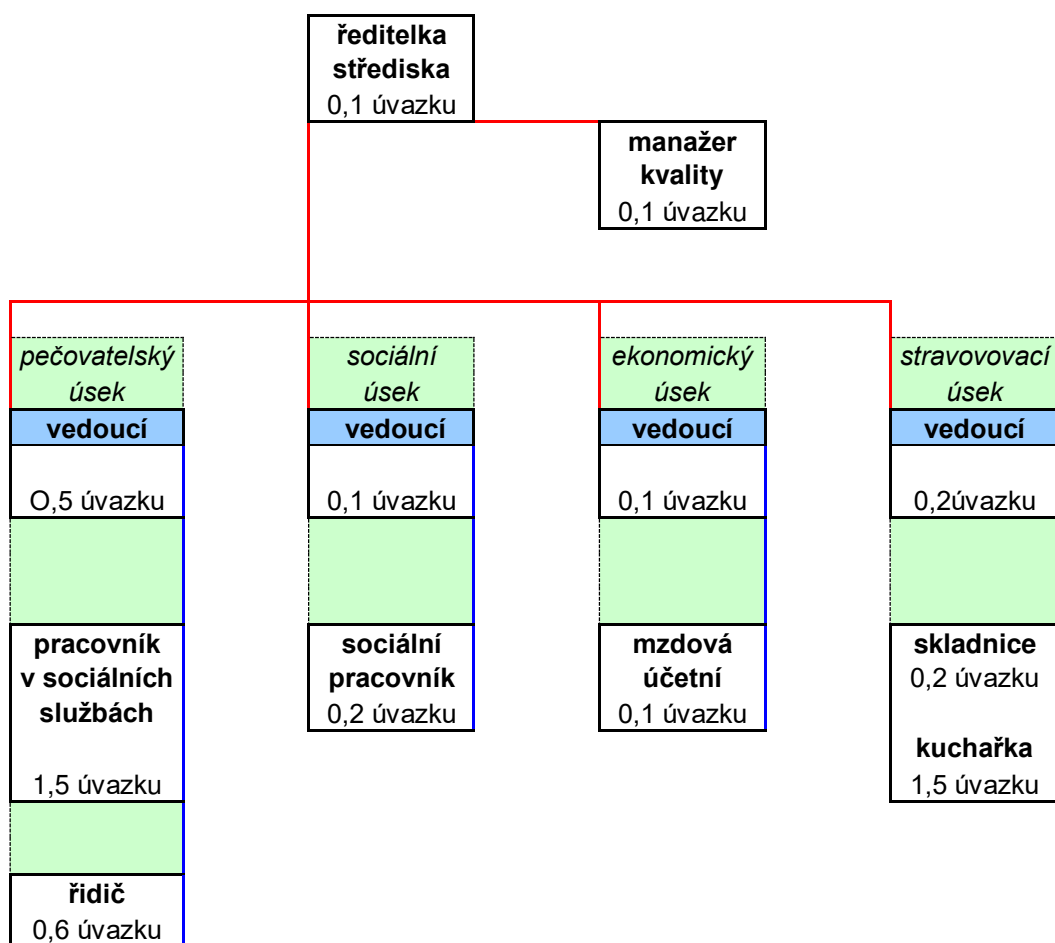 ředitelka
střediska
0,1 úvazku
manažer
kvality
0,1 úvazku
pečovatelský
úsek
vedoucí
O,5 úvazku
pracovník
v sociálních
službách
1,5 úvazku
řidič
0,6 úvazku
sociální
úsek
vedoucí
0,1 úvazku
sociální
pracovník
0,2 úvazku
ekonomický
úsek
vedoucí
0,1 úvazku
mzdová
účetní
0,1 úvazku
stravovovací
úsek
vedoucí
0,2úvazku
skladnice
0,2 úvazku
kuchařka
1,5 úvazku